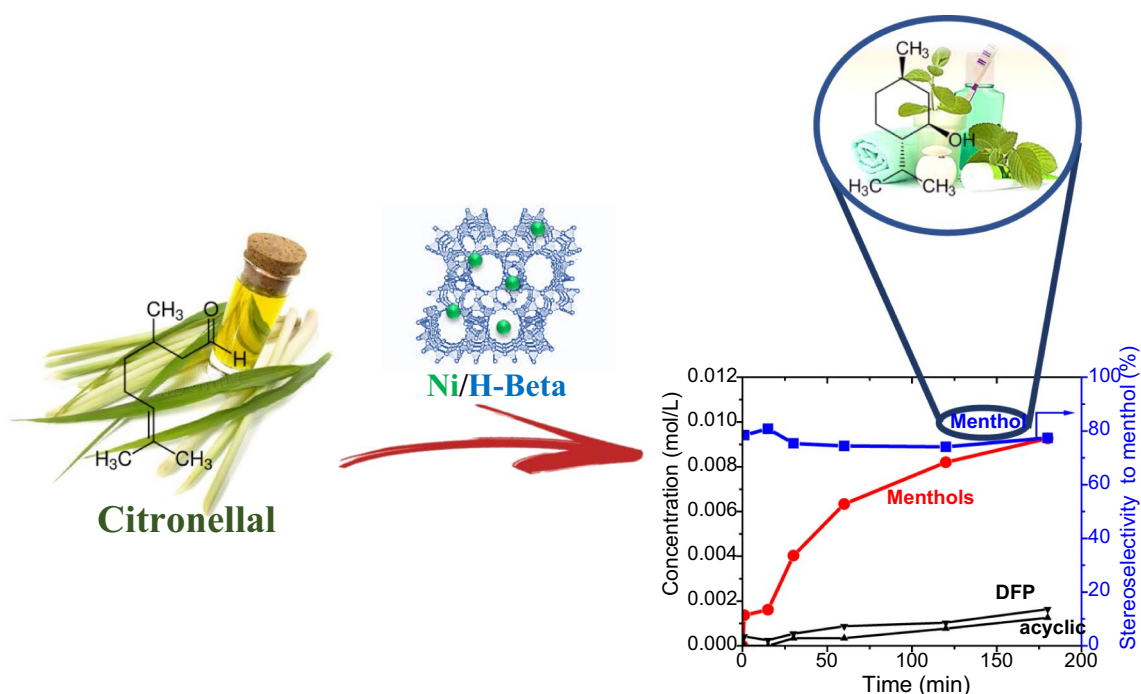 CH₃
OH
H₃C
CH₃
O
CH₃
H
H₃C
CH₃
Citronellal
Ni/H-Beta
Concentration (mol/L)
0.012
0.010
0.008
0.006
0.004
0.002
0.000
Menthol
Menthols
DFP
acyclic
100
80
60
40
20
0
Stereoselectivity to menthol (%)
0
50
100
150
200
Time (min)